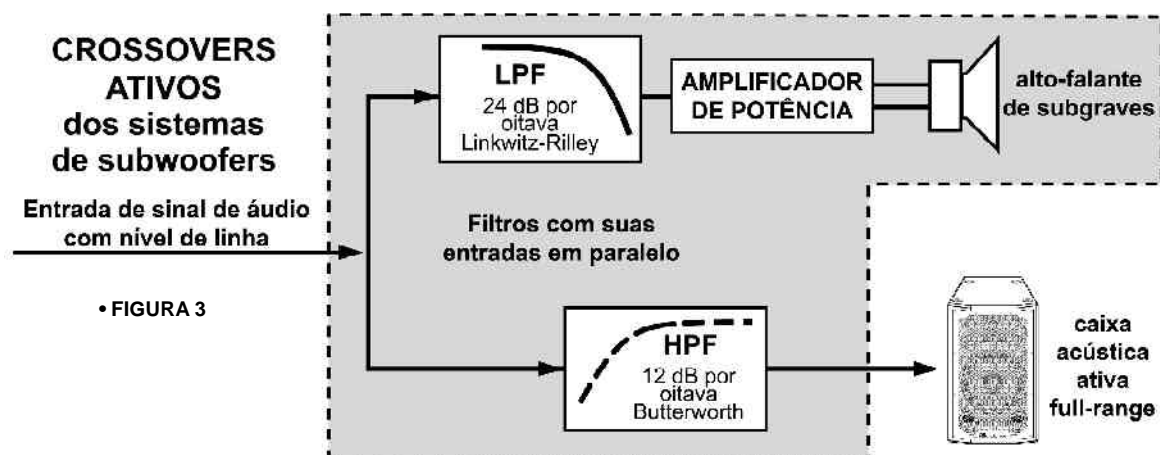 CROSSOVERS
ATIVOS
dos sistemas
de subwoofers
Entrada de sinal de áudio
com nível de linha
• FIGURA 3
LPF
24 dB por
oitava
Linkwitz-Rilley
AMPLIFICADOR
DE POTÊNCIA
alto-falante
de subgraves
Filtros com suas
entradas em paralelo
HPF
12 dB por
oitava
Butterworth
caixa
acústica
ativa
full-range